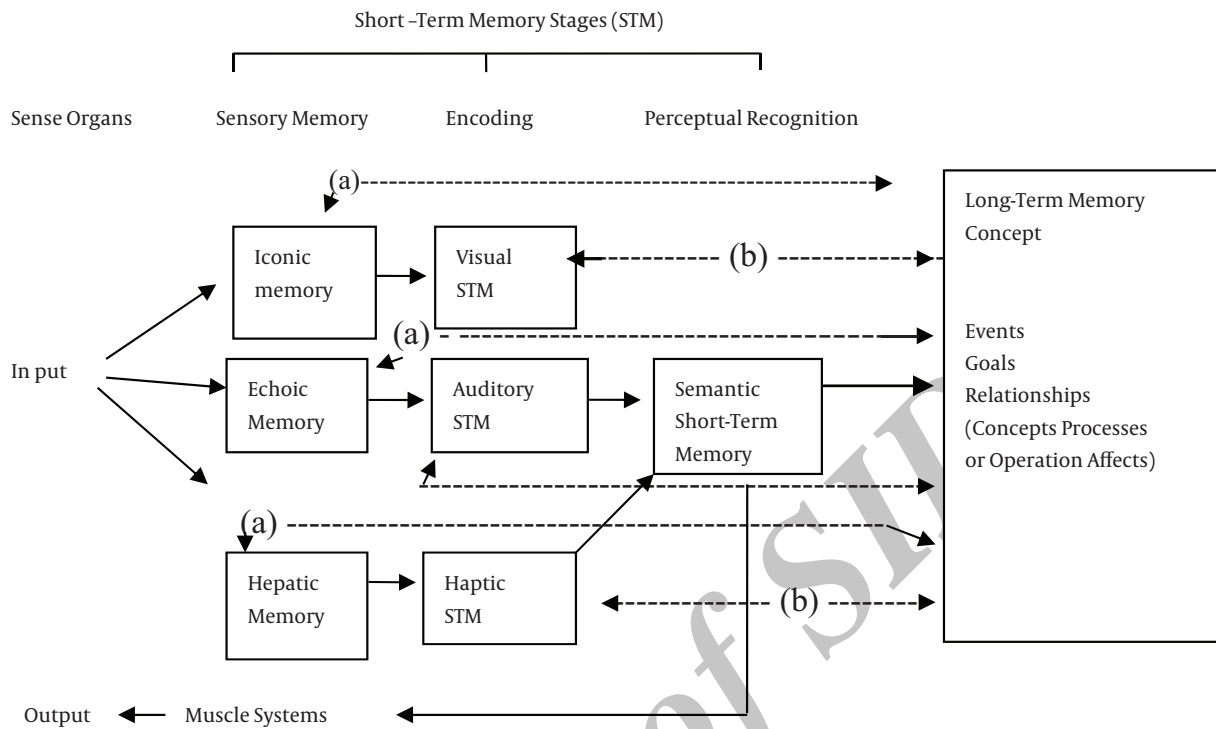 Short –Term Memory Stages (STM)
Sense Organs
Sensory Memory
Encoding
Perceptual Recognition
(a)
Long-Term Memory
Concept
Iconic
memory
Visual
STM
(b)
(a)
Events
Goals
Relationships
(Concepts Processes
or Operation Affects)
In put
Echoic
Memory
Auditory
STM
Semantic
Short-Term
Memory
(a)
Hepatic
Memory
Haptic
STM
(b)
Output
Muscle Systems
of SID